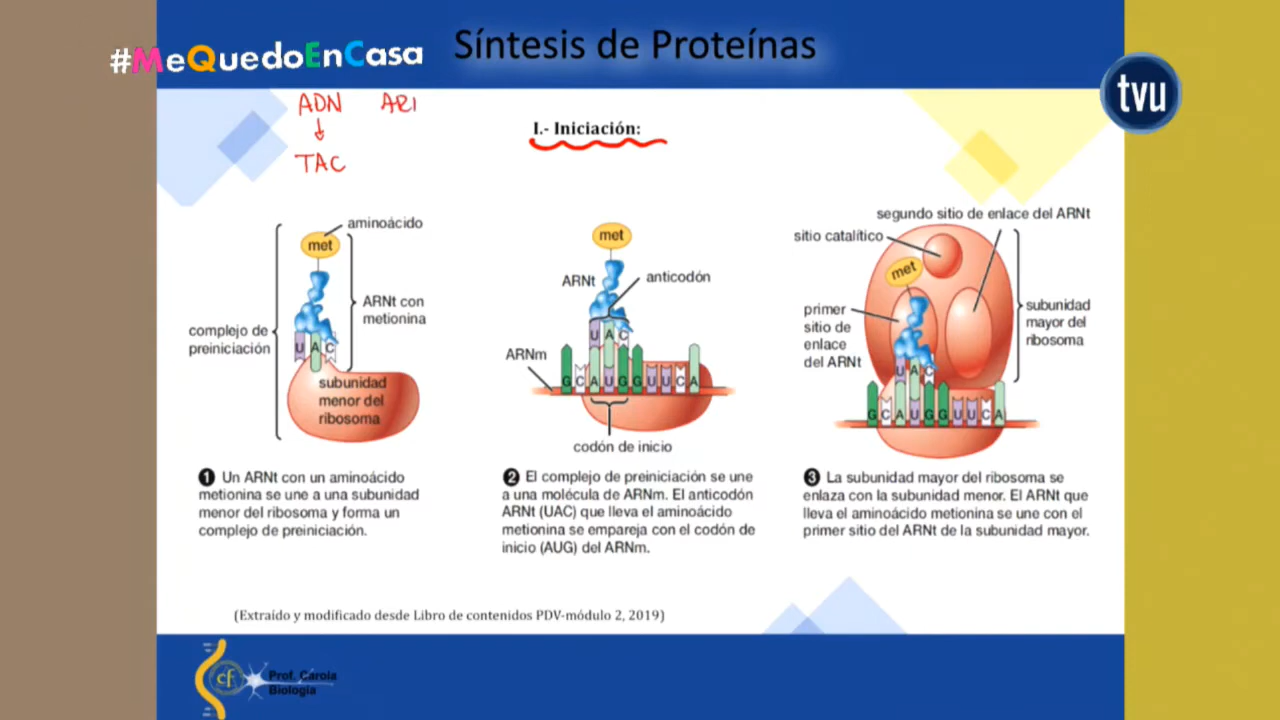 #MeQuedoEnCasa
Síntesis de Proteínas
tvu
ADN ARN
TAC
I.- Iniciación:
aminoácido
met
ARNt con
metionina
complejo de
preiniciación
U A C
subunidad
menor del
ribosoma
met
ARNt
anticodón
U A C
ARNm
G C A U G G U U C A
codón de inicio
segundo sitio de enlace del ARNt
sitio catalítico
met
primer
sitio de
enlace
del ARNt
subunidad
mayor del
ribosoma
U A C
G C A U G G U U C A
1 Un ARNt con un aminoácido
metionina se une a una subunidad
menor del ribosoma y forma un
complejo de preiniciación.
2 El complejo de preiniciación se une
a una molécula de ARNm. El anticodón
ARNt (UAC) que lleva el aminoácido
metionina se empareja con el codón de
inicio (AUG) del ARNm.
3 La subunidad mayor del ribosoma se
enlaza con la subunidad menor. El ARNt que
lleva el aminoácido metionina se une con el
primer sitio del ARNt de la subunidad mayor.
(Extraído y modificado desde Libro de contenidos PDV-módulo 2, 2019)
cf
Prof. Carola
Biología